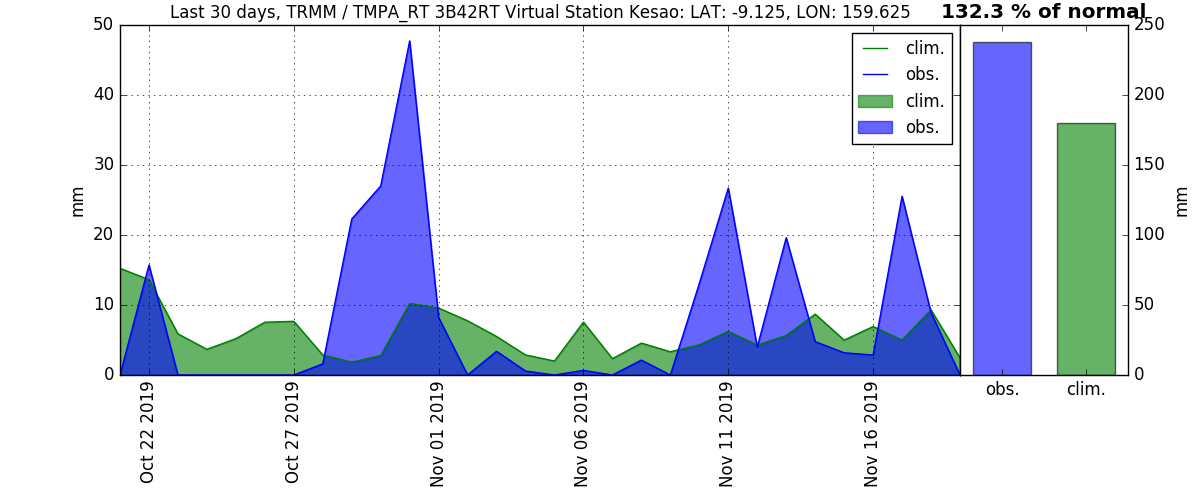 Last 30 days, TRMM / TMPA_RT 3B42RT Virtual Station Kesao: LAT: -9.125, LON: 159.625
132.3 % of normal
50
40
30
20
10
0
mm
clim.
obs.
clim.
obs.
Oct 22 2019
Oct 27 2019
Nov 01 2019
Nov 06 2019
Nov 11 2019
Nov 16 2019
250
200
150
100
50
0
mm
obs.
clim.